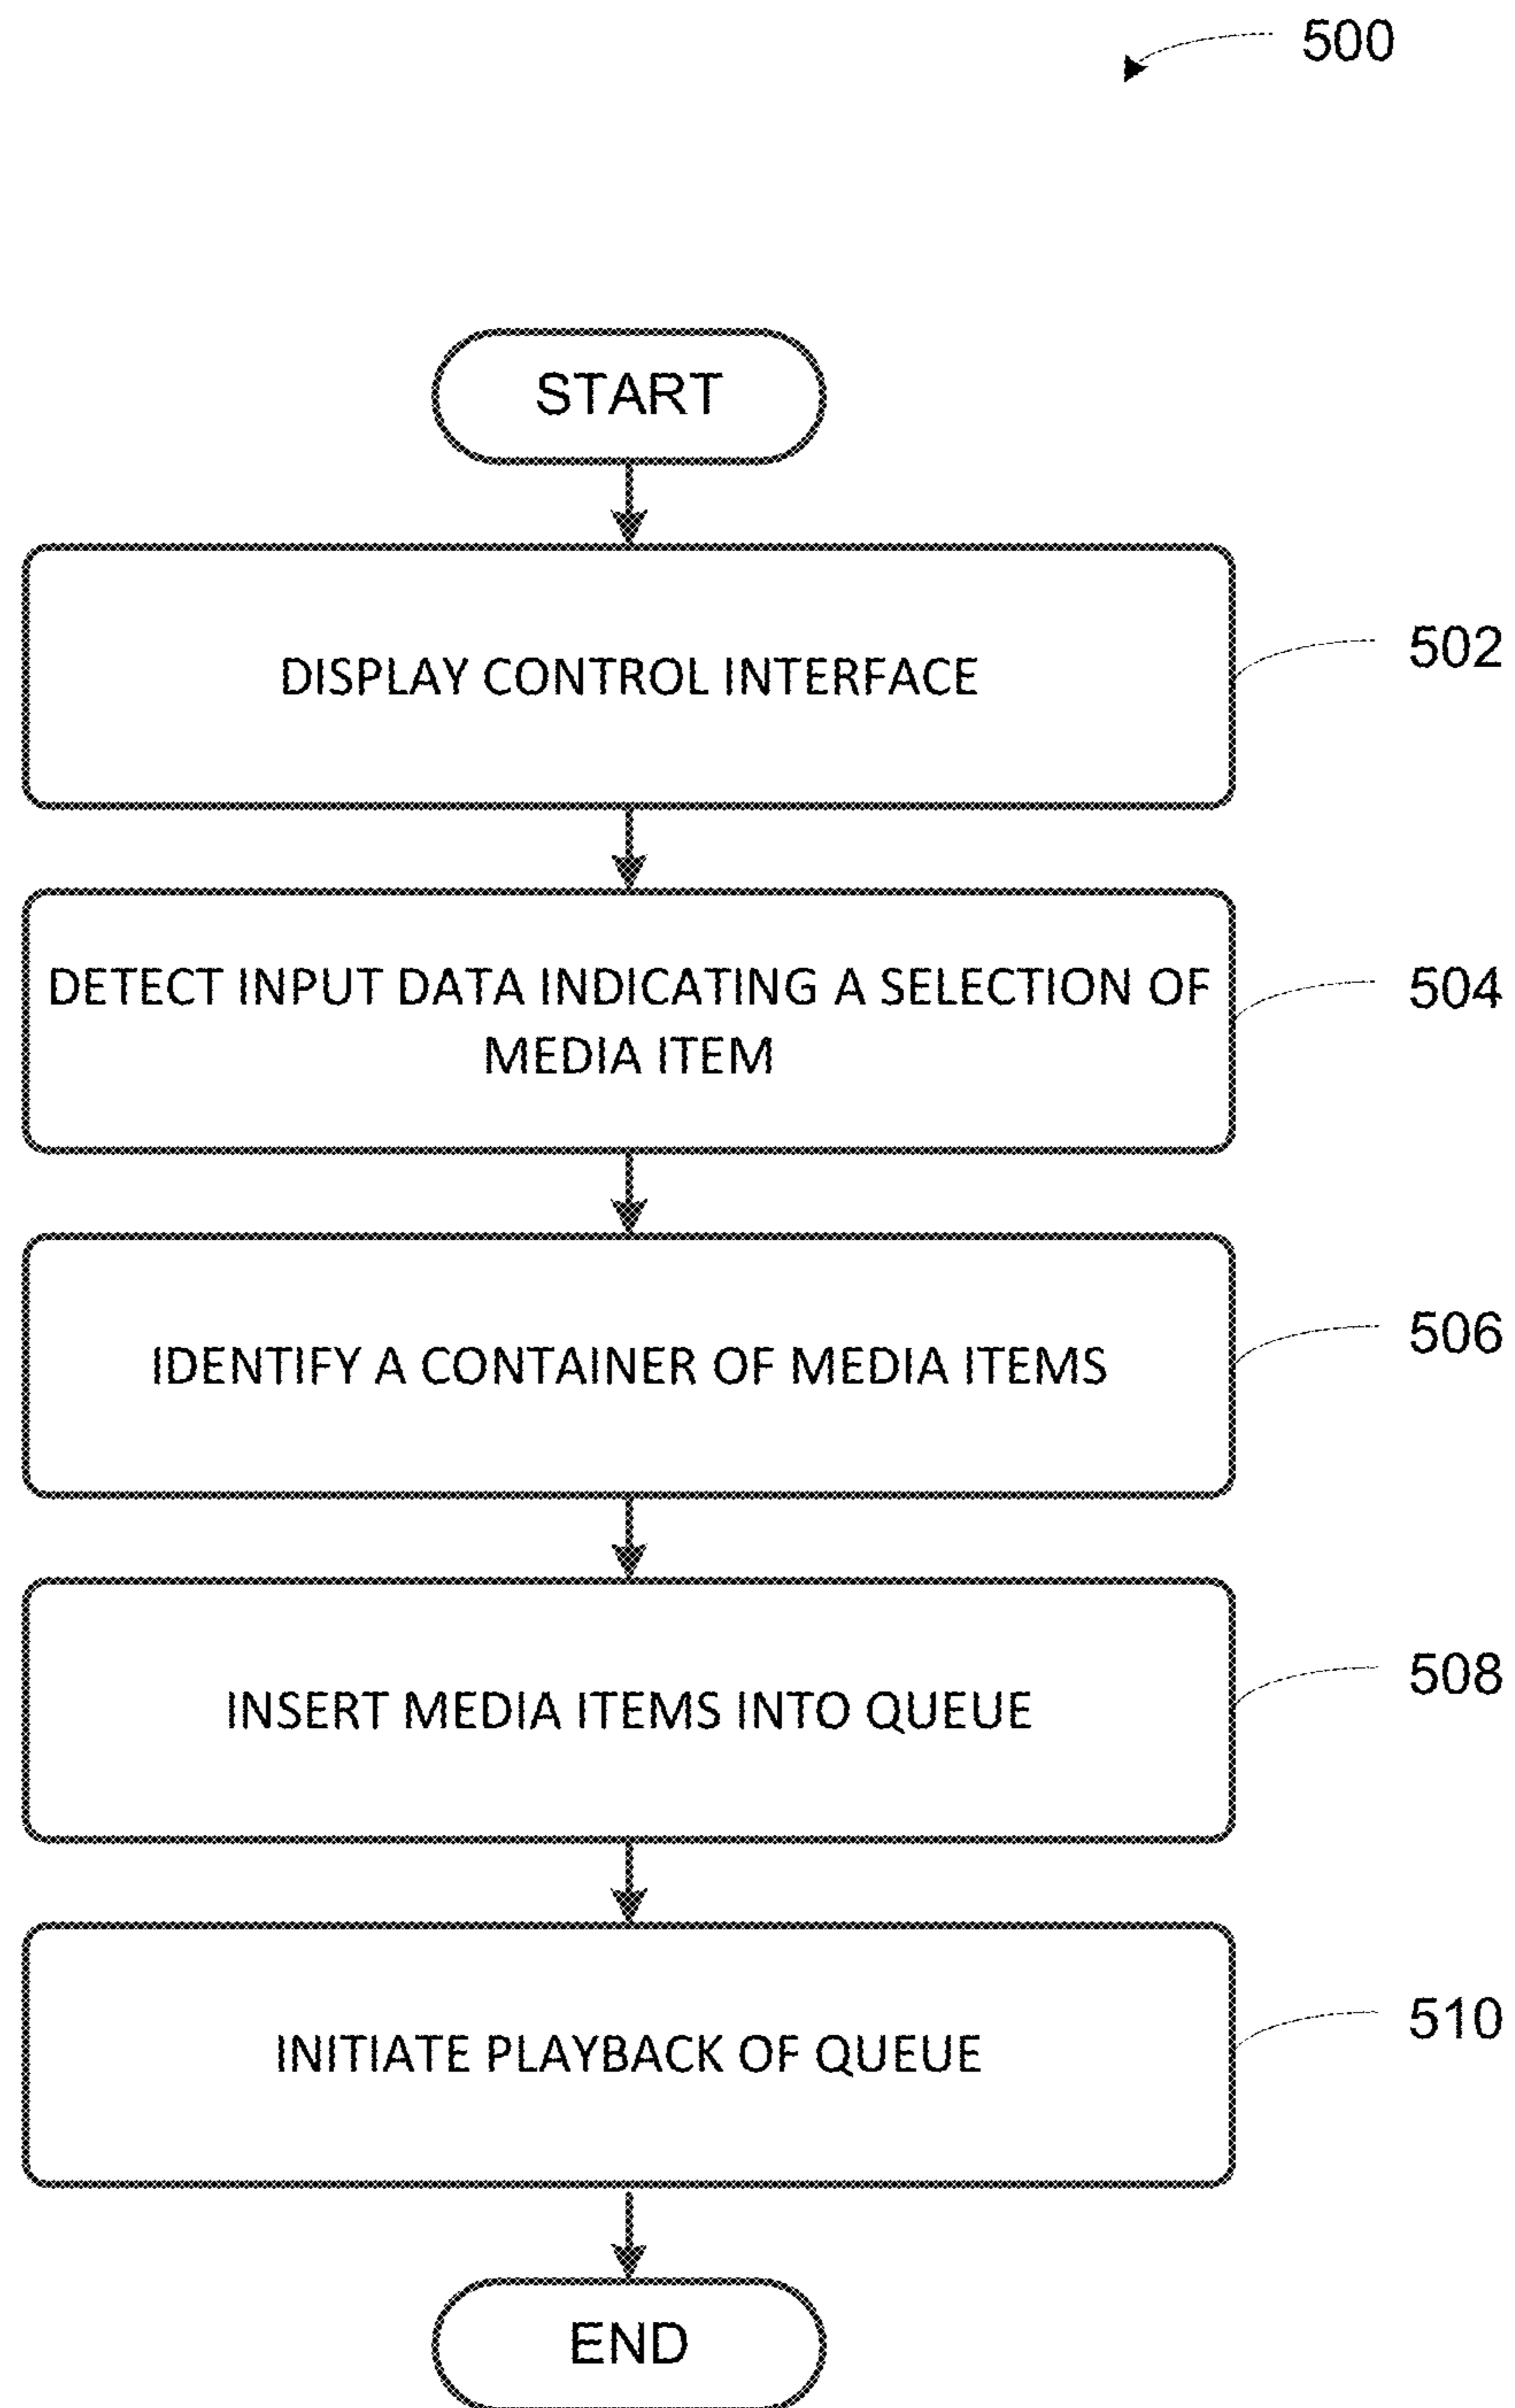 500
START
DISPLAY CONTROL INTERFACE
502
DETECT INPUT DATA INDICATING A SELECTION OF
MEDIA ITEM
504
IDENTIFY A CONTAINER OF MEDIA ITEMS
506
INSERT MEDIA ITEMS INTO QUEUE
508
INITIATE PLAYBACK OF QUEUE
510
END